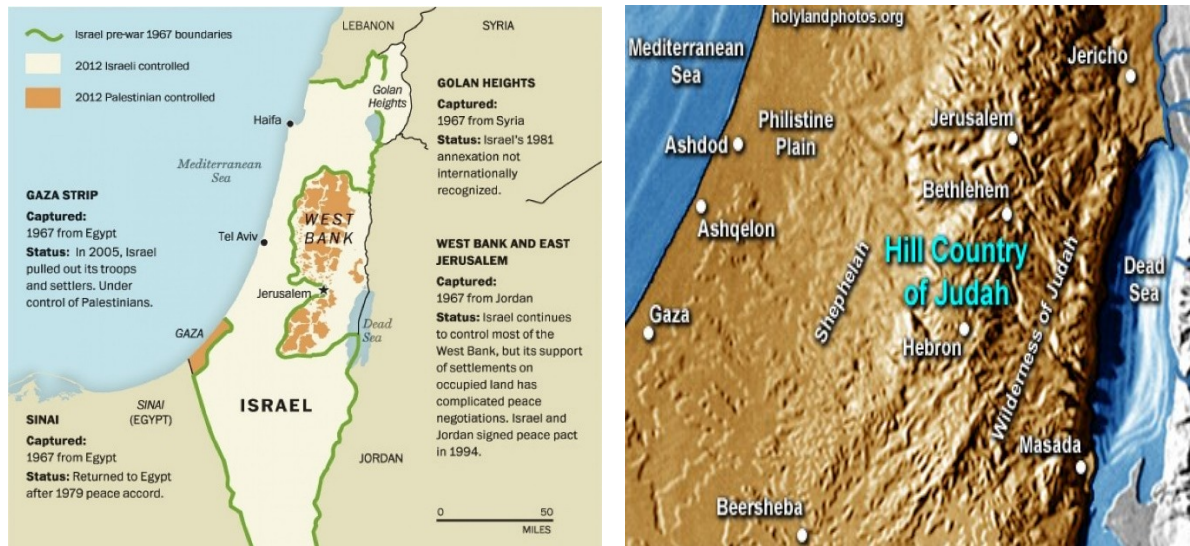 Israel pre-war 1967 boundaries
2012 Israeli controlled
2012 Palestinian controlled
LEBANON
SYRIA
Golan
Heights
Haifa
Mediterranean
Sea
GOLAN HEIGHTS
Captured:
1967 from Syria
Status: Israel's 1981
annexation not
internationally
recognized.
GAZA STRIP
Captured:
1967 from Egypt
Status: In 2005, Israel
pulled out its troops
and settlers. Under
control of Palestinians.
WEST
BANK
Tel Aviv
Jerusalem
Dead
Sea
GAZA
WEST BANK AND EAST
JERUSALEM
Captured:
1967 from Jordan
Status: Israel continues
to control most of the
West Bank, but its support
of settlements on
occupied land has
complicated peace
negotiations. Israel and
Jordan signed peace pact
in 1994.
ISRAEL
SINAI
(EGYPT)
SINAI
Captured:
1967 from Egypt
Status: Returned to Egypt
after 1979 peace accord.
JORDAN
0 50
MILES
holylandphotos.org
Mediterranean
Sea
Jericho
Philistine
Plain
Jerusalem
Ashdod
Bethlehem
Ashqelon
Hill Country
of Judah
Shephelah
Dead
Sea
Gaza
Hebron
Wilderness of Judah
Masada
Beersheba